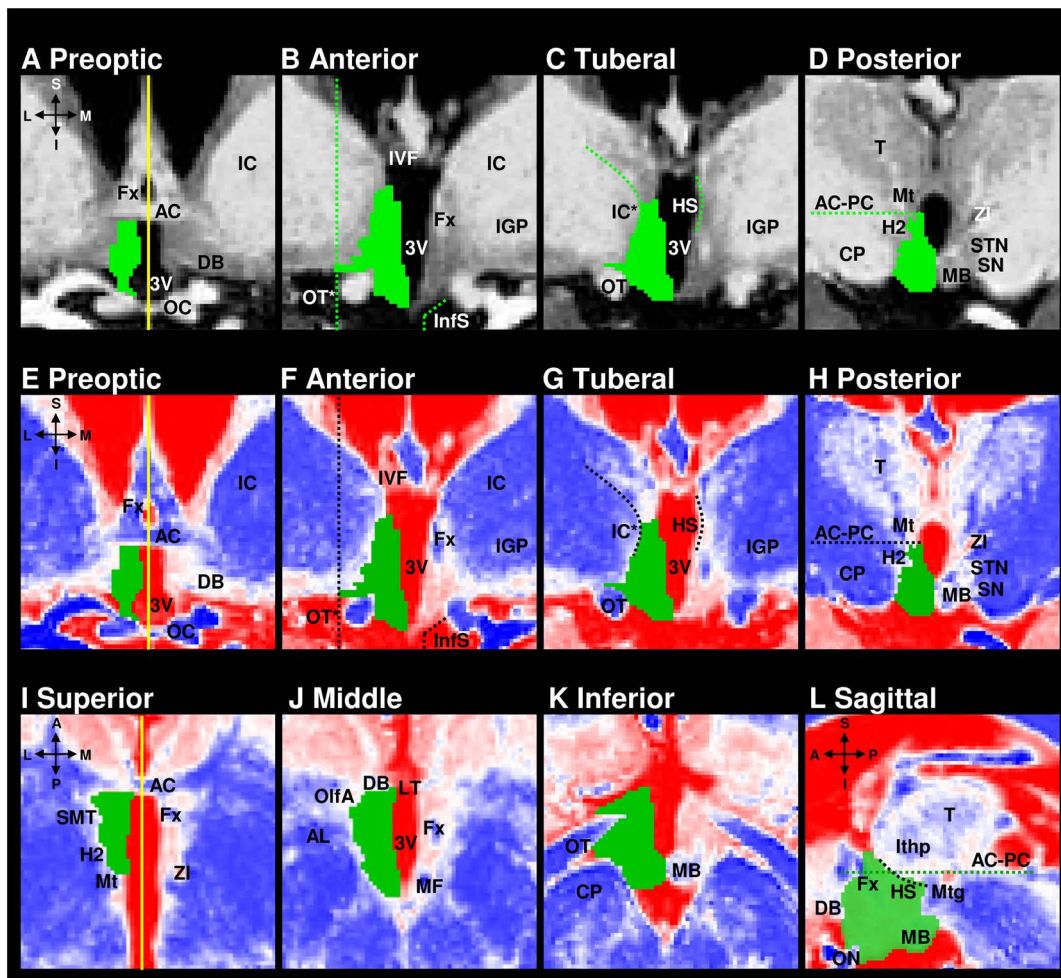 A Preoptic
B Anterior
C Tuberal
D Posterior
S
L M
I
IC
Fx
AC
DB
3V
OC
IVF
IC
Fx
IGP
3V
OT*
InfS
IC*
HS
IGP
3V
OT
T
Mt
AC-PC
ZI
H2
STN
CP
SN
MB
E Preoptic
F Anterior
G Tuberal
H Posterior
S
L M
I
IC
Fx
AC
DB
3V
OC
IVF
IC
Fx
IGP
3V
OT*
InfS
IC*
HS
IGP
3V
OT
T
Mt
AC-PC
ZI
H2
STN
CP
SN
MB
I Superior
J Middle
K Inferior
L Sagittal
A
L M
P
AC
SMT
Fx
H2
Mt
ZI
DB
LT
OlfA
AL
3V
Fx
MF
OT
CP
MB
S
A P
I
T
Ithp
AC-PC
Fx
HS
Mtg
DB
MB
ON